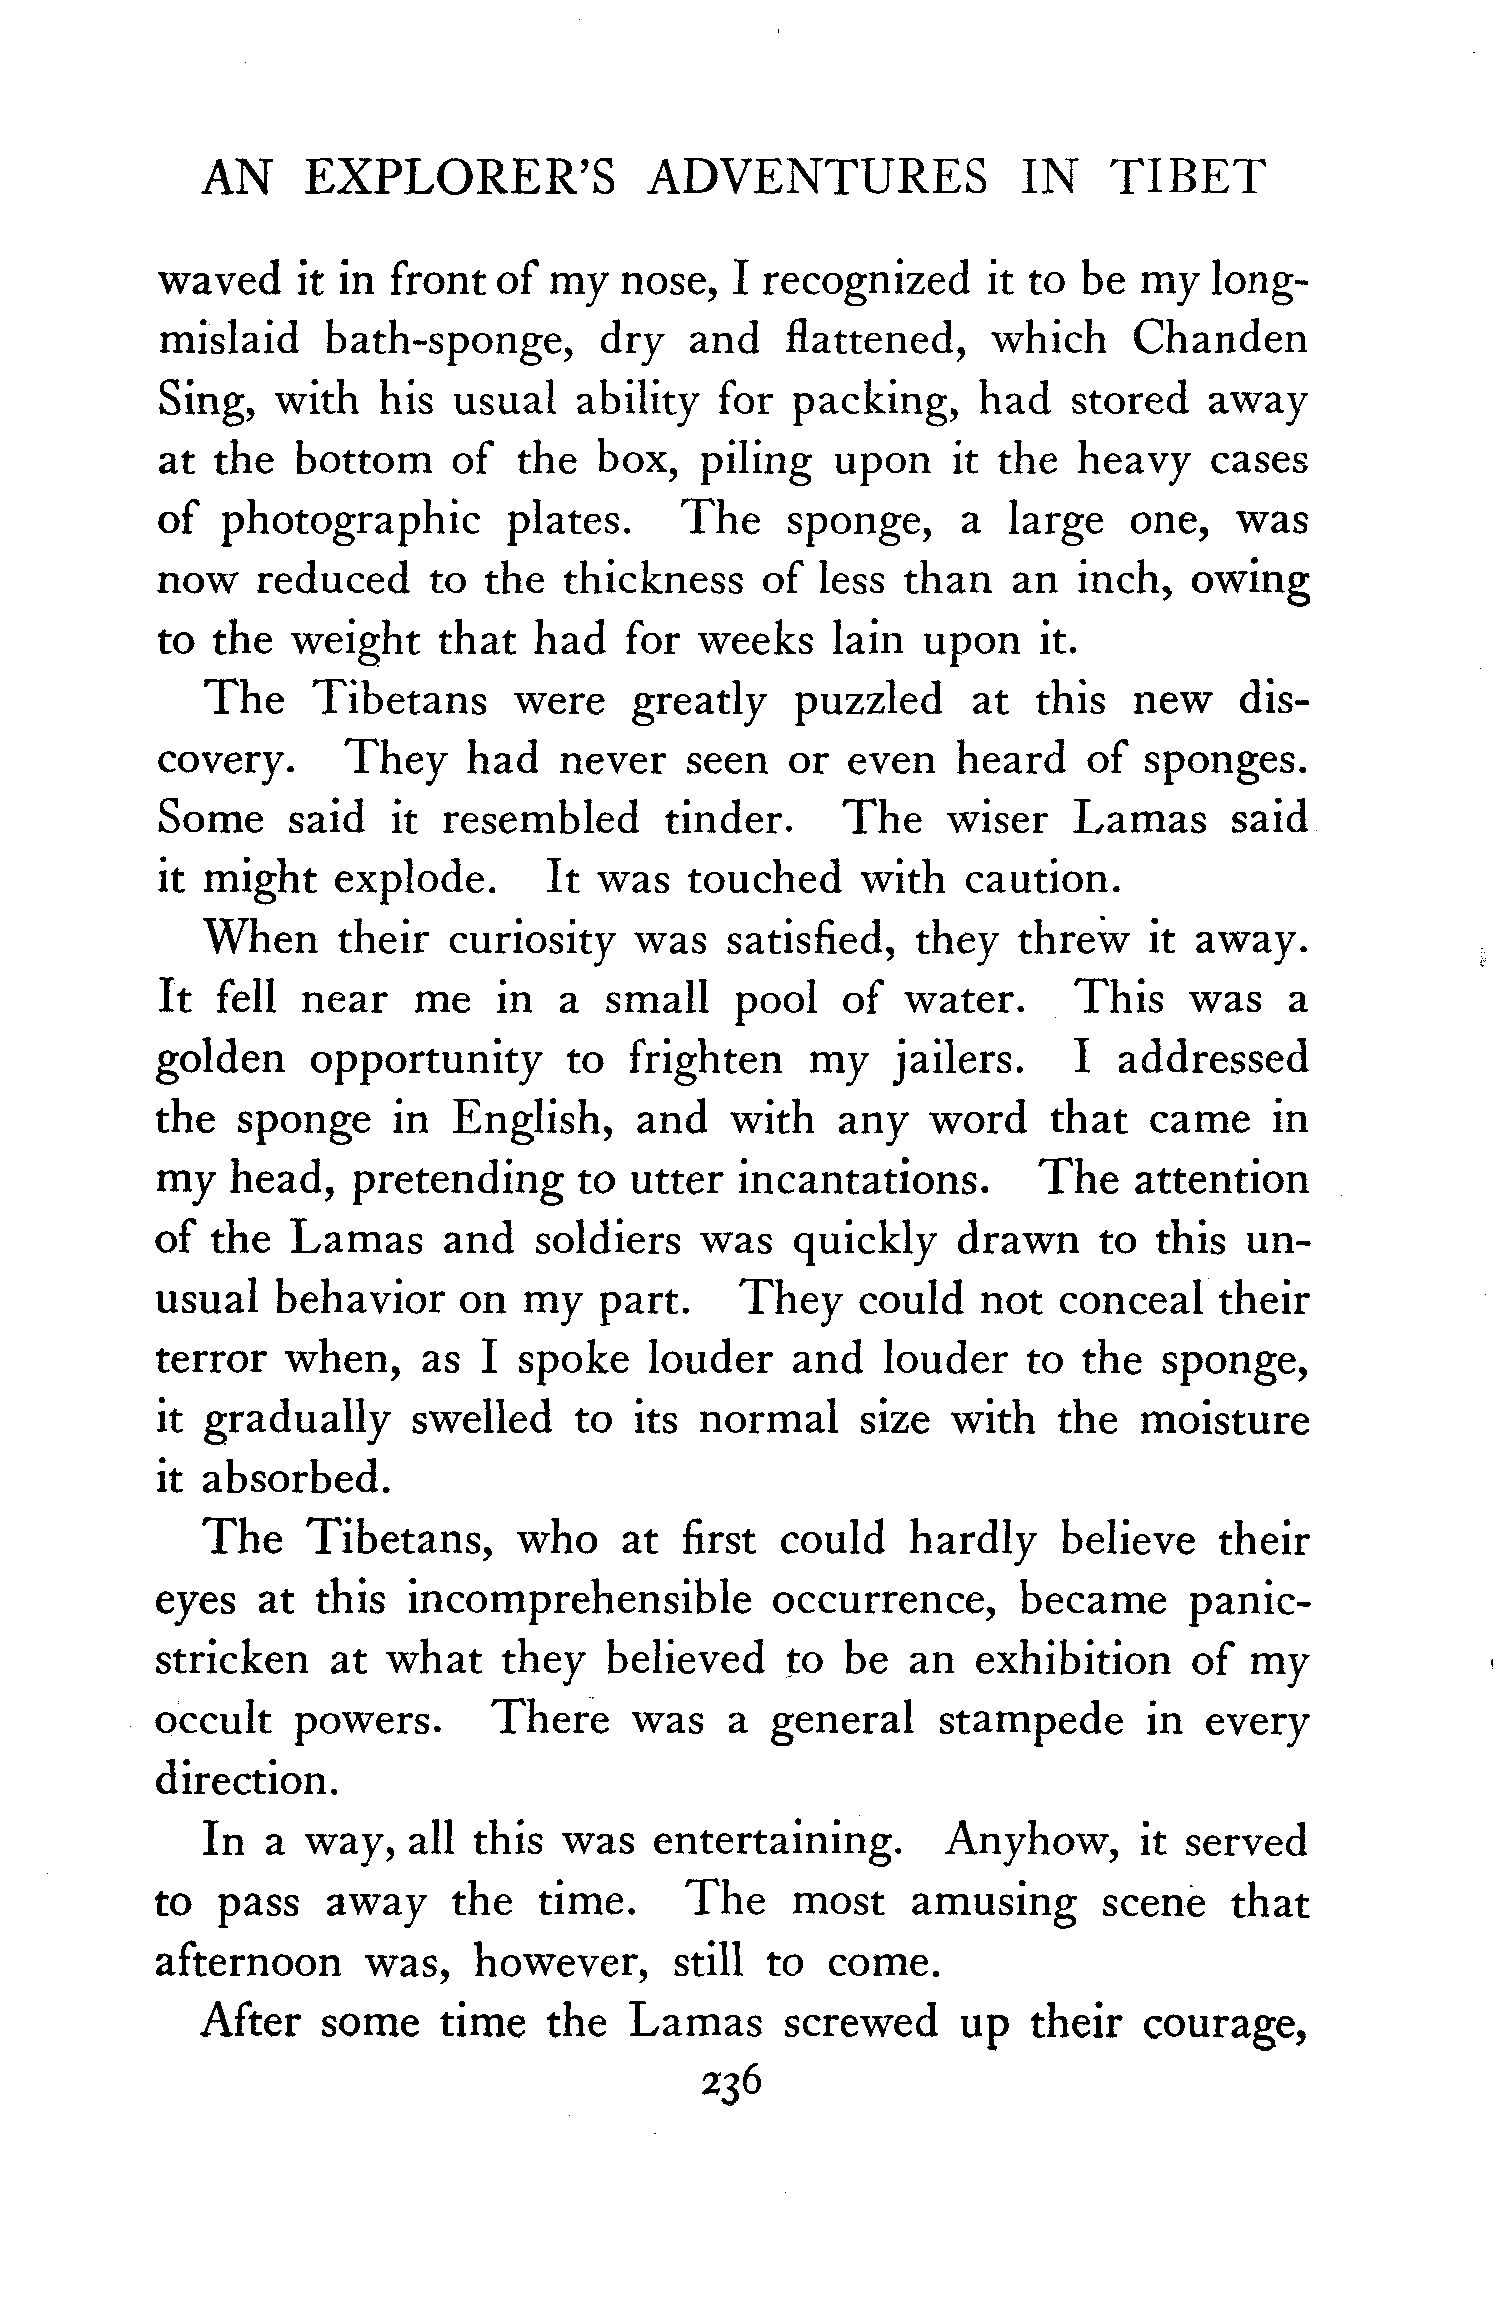 AN EXPLORER'S ADVENTURES IN TIBET
waved it in front of my nose, I recognized it to be my long-
mislaid bath-sponge, dry and flattened, which Chanden
Sing, with his usual ability for packing, had stored away
at the bottom of the box, piling upon it the heavy cases
of photographic plates. The sponge, a large one, was
now reduced to the thickness of less than an inch, owing
to the weight that had for weeks lain upon it.
The Tibetans were greatly puzzled at this new dis-
covery. They had never seen or even heard of sponges.
Some said it resembled tinder. The wiser Lamas said
it might explode. It was touched with caution.
When their curiosity was satisfied, they threw it away.
It fell near me in a small pool of water. This was a
golden opportunity to frighten my jailers. I addressed
the sponge in English, and with any word that came in
my head, pretending to utter incantations. The attention
of the Lamas and soldiers was quickly drawn to this un-
usual behavior on my part. They could not conceal their
terror when, as I spoke louder and louder to the sponge,
it gradually swelled to its normal size with the moisture
it absorbed.
The Tibetans, who at first could hardly believe their
eyes at this incomprehensible occurrence, became panic-
stricken at what they believed to be an exhibition of my
occult powers. There was a general stampede in every
direction.
In a way, all this was entertaining. Anyhow, it served
to pass away the time. The most amusing scene that
afternoon was, however, still to come.
After some time the Lamas screwed up their courage,
236